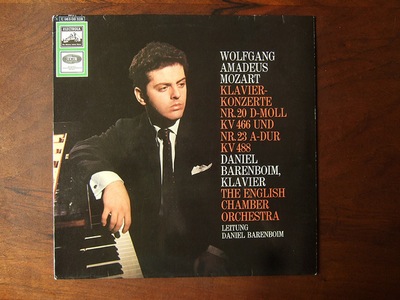 ELECTROLA
WOLFGANG
AMADEUS
MOZART
KLAVIER-
KONZERTE
NR.20 D-MOLL
KV 466 UND
NR.23 A-DUR
KV 488
DANIEL
BARENBOIM,
KLAVIER
THE ENGLISH
CHAMBER
ORCHESTRA
LEITUNG
DANIEL BARENBOIM